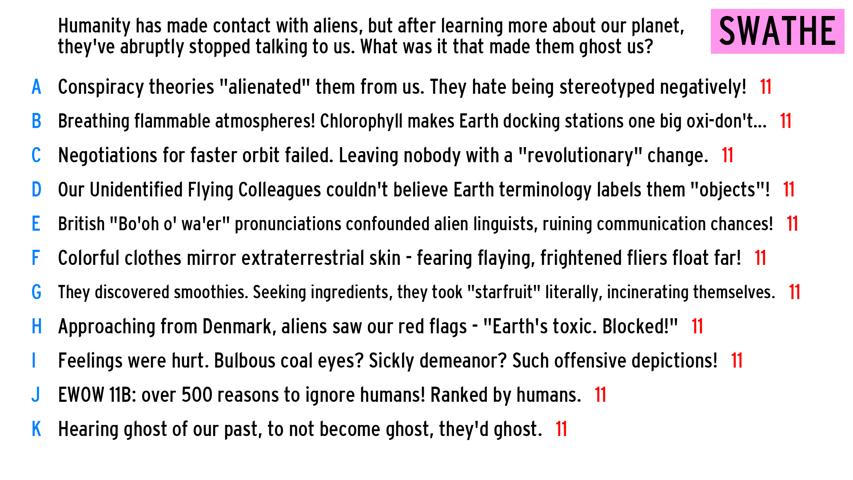 Humanity has made contact with aliens, but after learning more about our planet,
they've abruptly stopped talking to us. What was it that made them ghost us?
SWATHE
A Conspiracy theories "alienated" them from us. They hate being stereotyped negatively! 11
B Breathing flammable atmospheres! Chlorophyll makes Earth docking stations one big oxi-don't... 11
C Negotiations for faster orbit failed. Leaving nobody with a "revolutionary" change. 11
D Our Unidentified Flying Colleagues couldn't believe Earth terminology labels them "objects"! 11
E British "Bo'oh o' wa'er" pronunciations confounded alien linguists, ruining communication chances! 11
F Colorful clothes mirror extraterrestrial skin - fearing flaying, frightened fliers float far! 11
G They discovered smoothies. Seeking ingredients, they took "starfruit" literally, incinerating themselves. 11
H Approaching from Denmark, aliens saw our red flags - "Earth's toxic. Blocked!" 11
I Feelings were hurt. Bulbous coal eyes? Sickly demeanor? Such offensive depictions! 11
J EWOW 11B: over 500 reasons to ignore humans! Ranked by humans. 11
K Hearing ghost of our past, to not become ghost, they'd ghost. 11